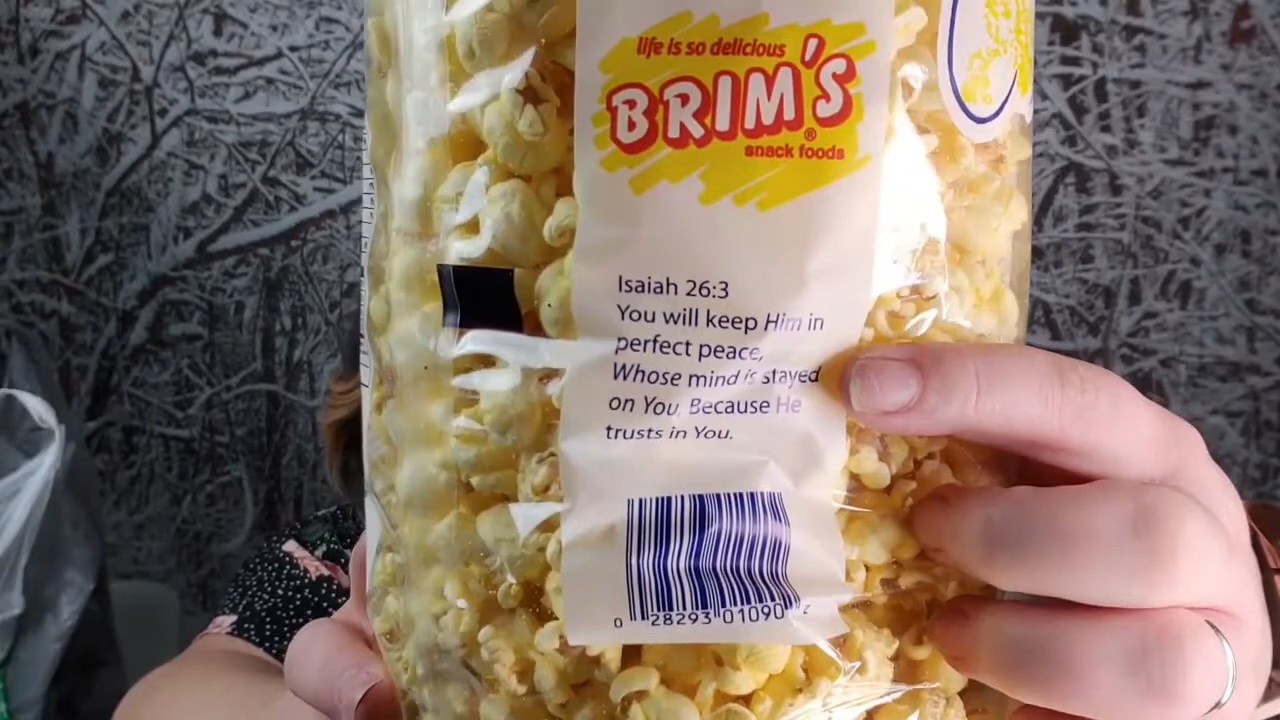 life is so delicious
BRIM'S®
snack foods
Isaiah 26:3
You will keep Him in
perfect peace,
Whose mind is stayed
on You, Because He
trusts in You.
0 28293 01090 2